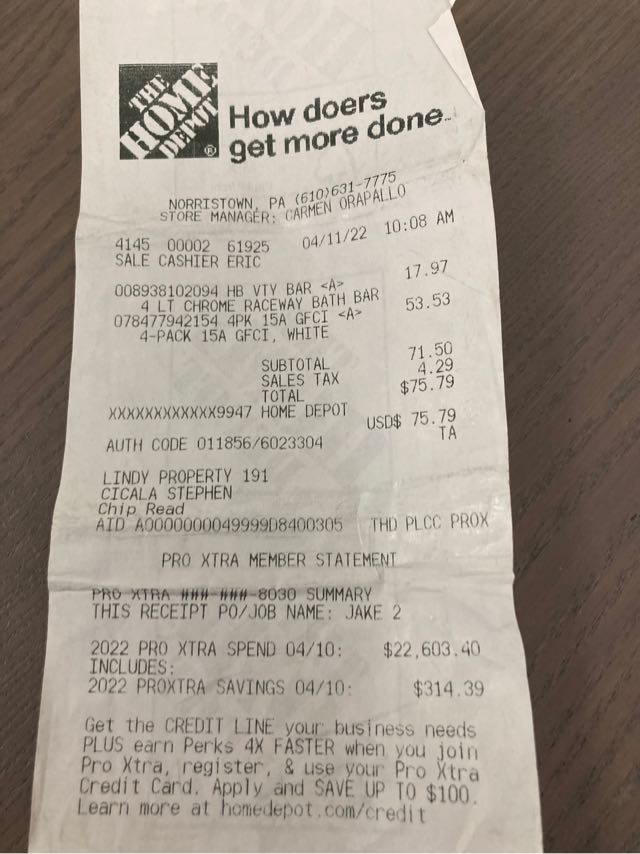 THE
HOME
DEPOT
®
How doers
get more done™
NORRISTOWN, PA (610)631-7775
STORE MANAGER: CARMEN ORAPALLO
4145 00002 61925 04/11/22 10:08 AM
SALE CASHIER ERIC
008938102094 HB VTY BAR <A> 17.97
4 LT CHROME RACEWAY BATH BAR
078477942154 4PK 15A GFCI <A> 53.53
4-PACK 15A GFCI, WHITE
SUBTOTAL 71.50
SALES TAX 4.29
TOTAL $75.79
XXXXXXXXXXXX9947 HOME DEPOT
USD$ 75.79
AUTH CODE 011856/6023304 TA
LINDY PROPERTY 191
CICALA STEPHEN
Chip Read
AID A0000000049999D8400305 THD PLCC PROX
PRO XTRA MEMBER STATEMENT
PRO XTRA ###-###-8030 SUMMARY
THIS RECEIPT PO/JOB NAME: JAKE 2
2022 PRO XTRA SPEND 04/10: $22,603.40
INCLUDES:
2022 PROXTRA SAVINGS 04/10: $314.39
Get the CREDIT LINE your business needs
PLUS earn Perks 4X FASTER when you join
Pro Xtra, register, & use your Pro Xtra
Credit Card. Apply and SAVE UP TO $100.
Learn more at homedepot.com/credit